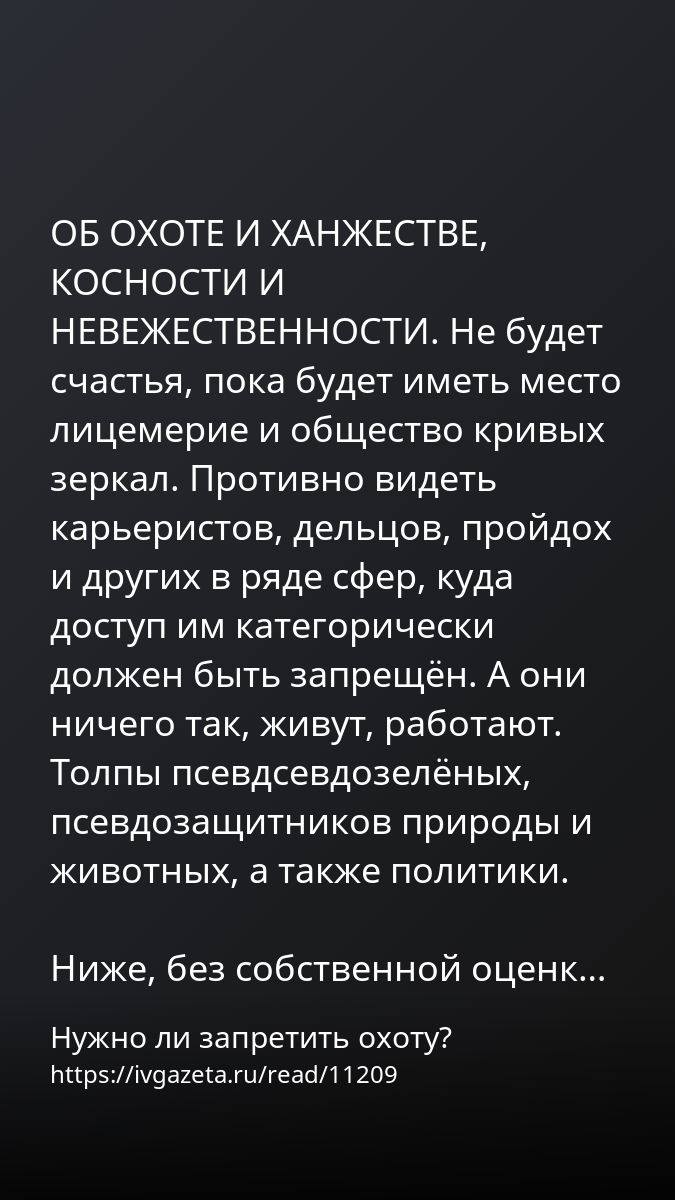 ОБ ОХОТЕ И ХАНЖЕСТВЕ,
КОСНОСТИ И
НЕВЕЖЕСТВЕННОСТИ. Не будет
счастья, пока будет иметь место
лицемерие и общество кривых
зеркал. Противно видеть
карьеристов, дельцов, пройдох
и других в ряде сфер, куда
доступ им категорически
должен быть запрещён. А они
ничего так, живут, работают.
Толпы псевдсевдозелёных,
псевдозащитников природы и
животных, а также политики.
Ниже, без собственной оценк...
Нужно ли запретить охоту?
https://ivgazeta.ru/read/11209